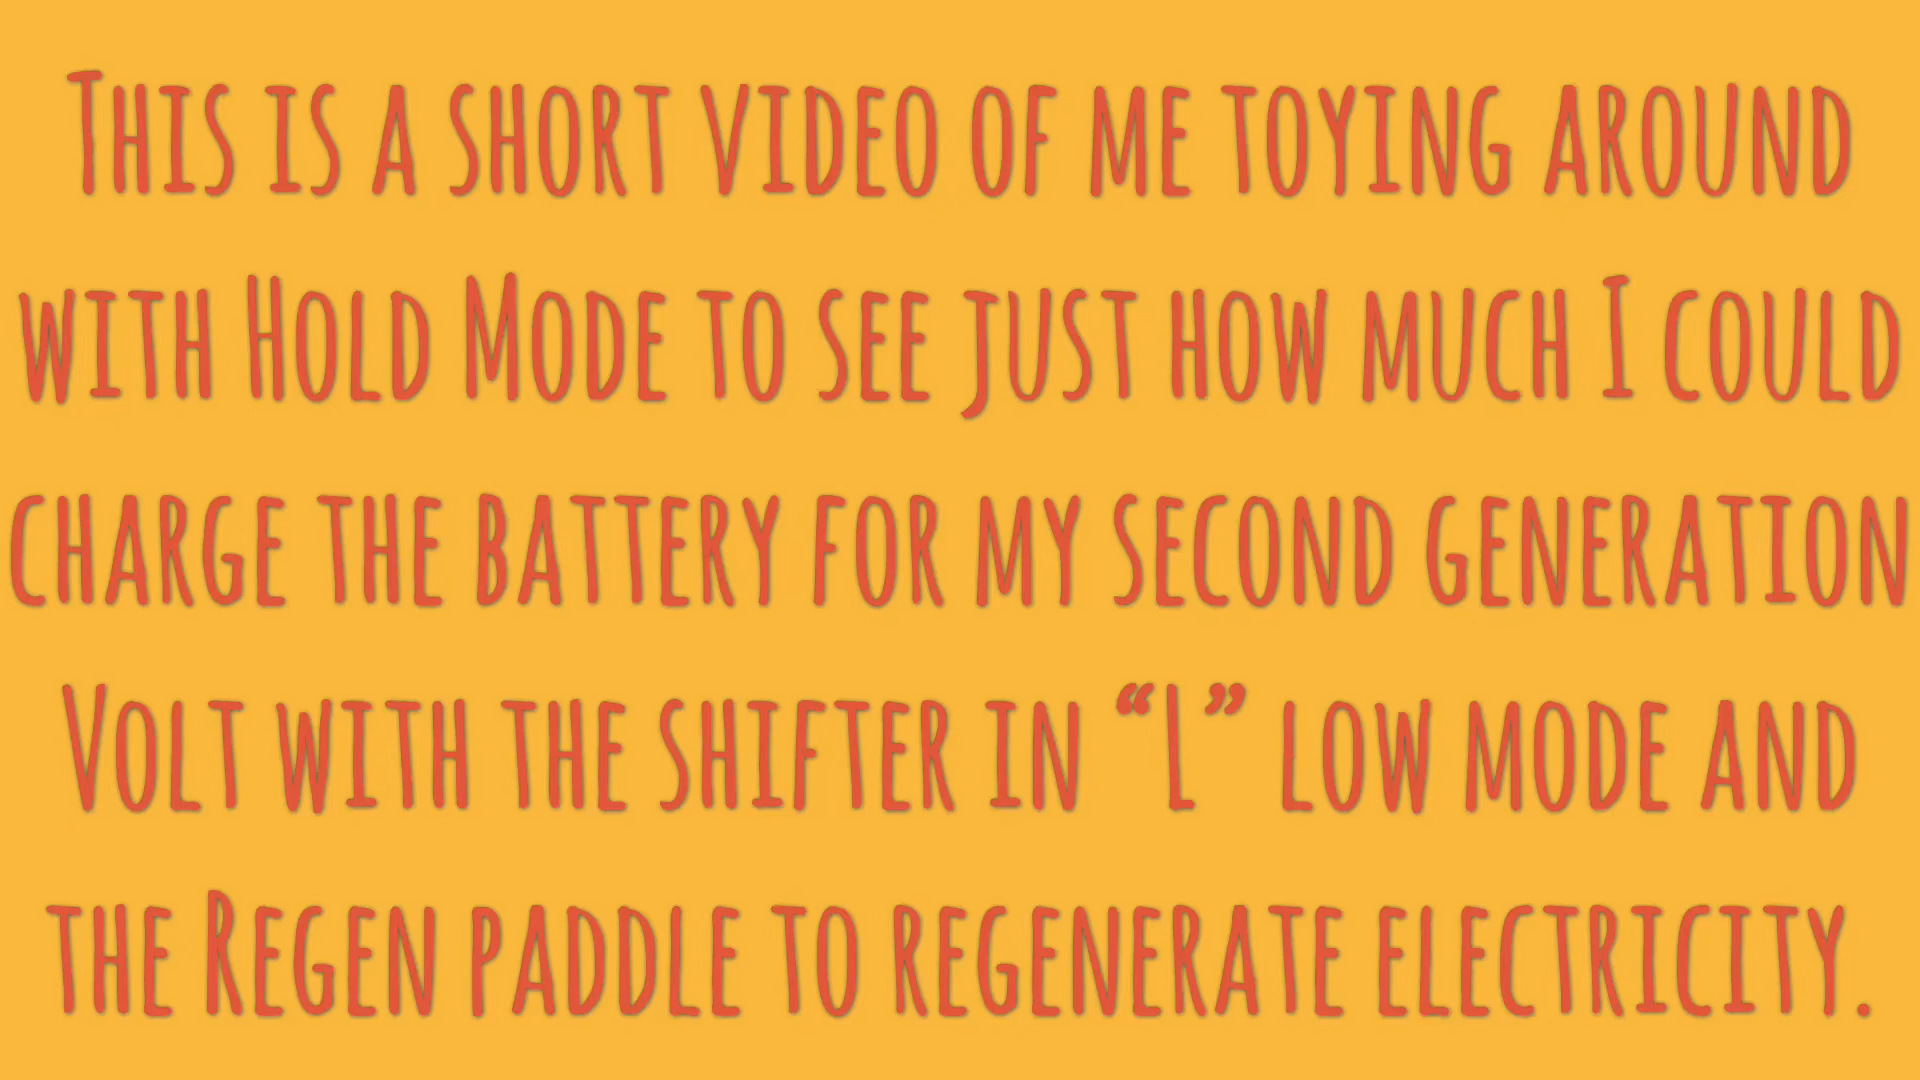 This is a short video of me toying around
with Hold Mode to see just how much I could
charge the battery for my second generation
Volt with the shifter in “L” low mode and
the Regen paddle to regenerate electricity.